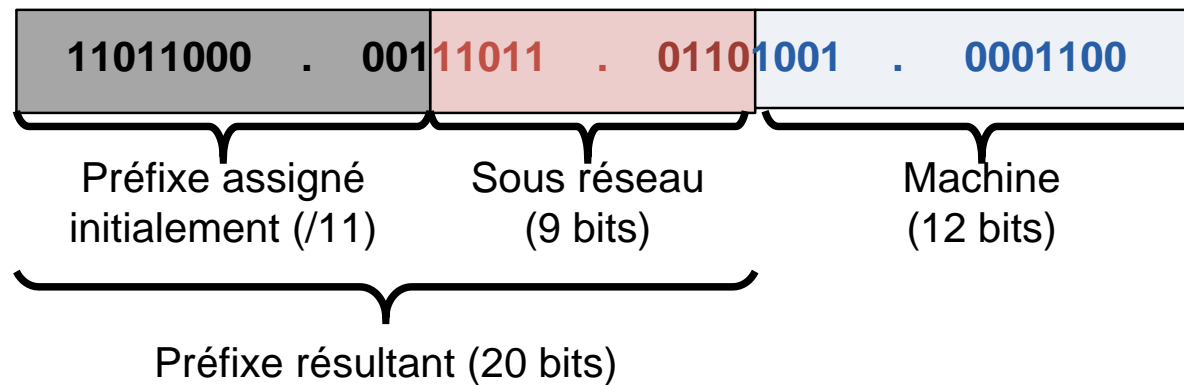 11011000 . 00111011 . 01101001 . 0001100
Préfixe assigné initialement (/11)
Sous réseau (9 bits)
Machine (12 bits)
Préfixe résultant (20 bits)